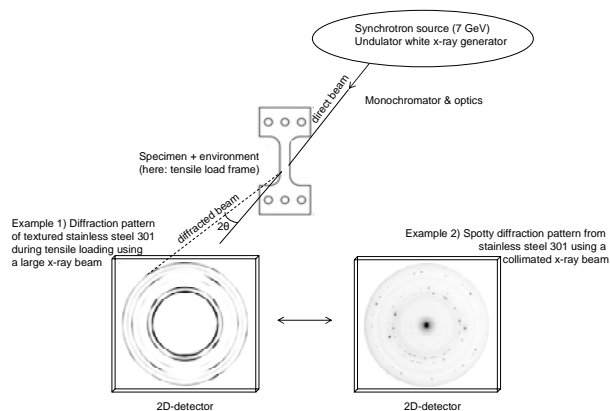 Synchrotron source (7 GeV)
Undulator white x-ray generator
direct beam
Monochromator & optics
Specimen + environment
(here: tensile load frame)
diffracted beam
2θ
Example 1) Diffraction pattern
of textured stainless steel 301
during tensile loading using
a large x-ray beam
Example 2) Spotty diffraction pattern from
stainless steel 301 using a
collimated x-ray beam
2D-detector
2D-detector